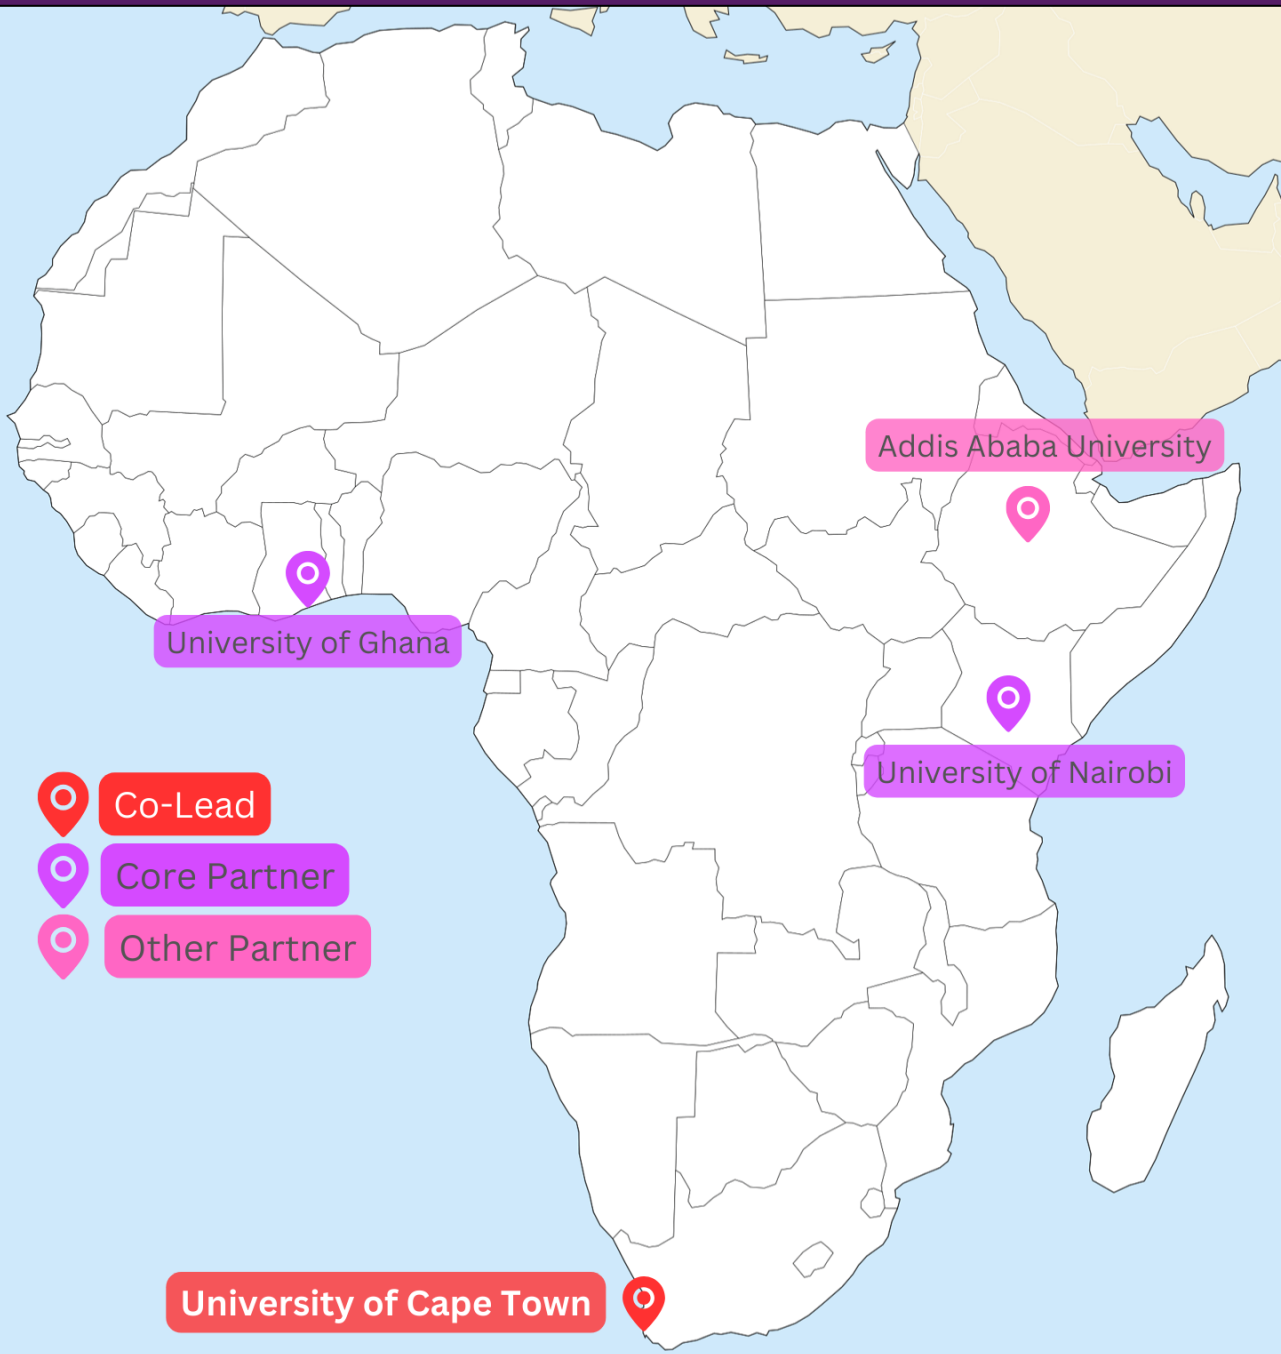 Addis Ababa University
University of Ghana
University of Nairobi
Co-Lead
Core Partner
Other Partner
University of Cape Town